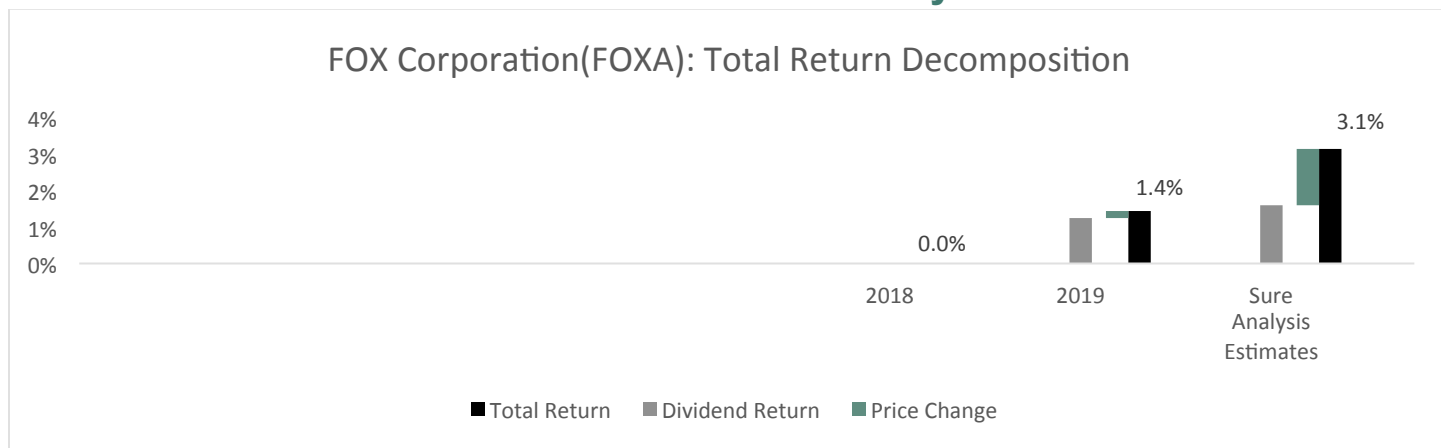 FOX Corporation(FOXA): Total Return Decomposition
4%
3%
2%
1%
0%
0.0%
1.4%
3.1%
2018
2019
Sure
Analysis
Estimates
Total Return
Dividend Return
Price Change